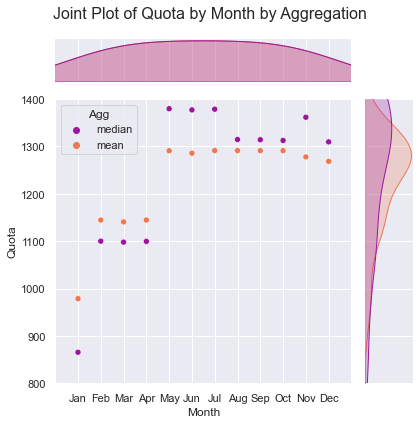 Joint Plot of Quota by Month by Aggregation
Agg
median
mean
Quota
1400
1300
1200
1100
1000
900
800
Jan Feb Mar Apr May Jun Jul Aug Sep Oct Nov Dec
Month